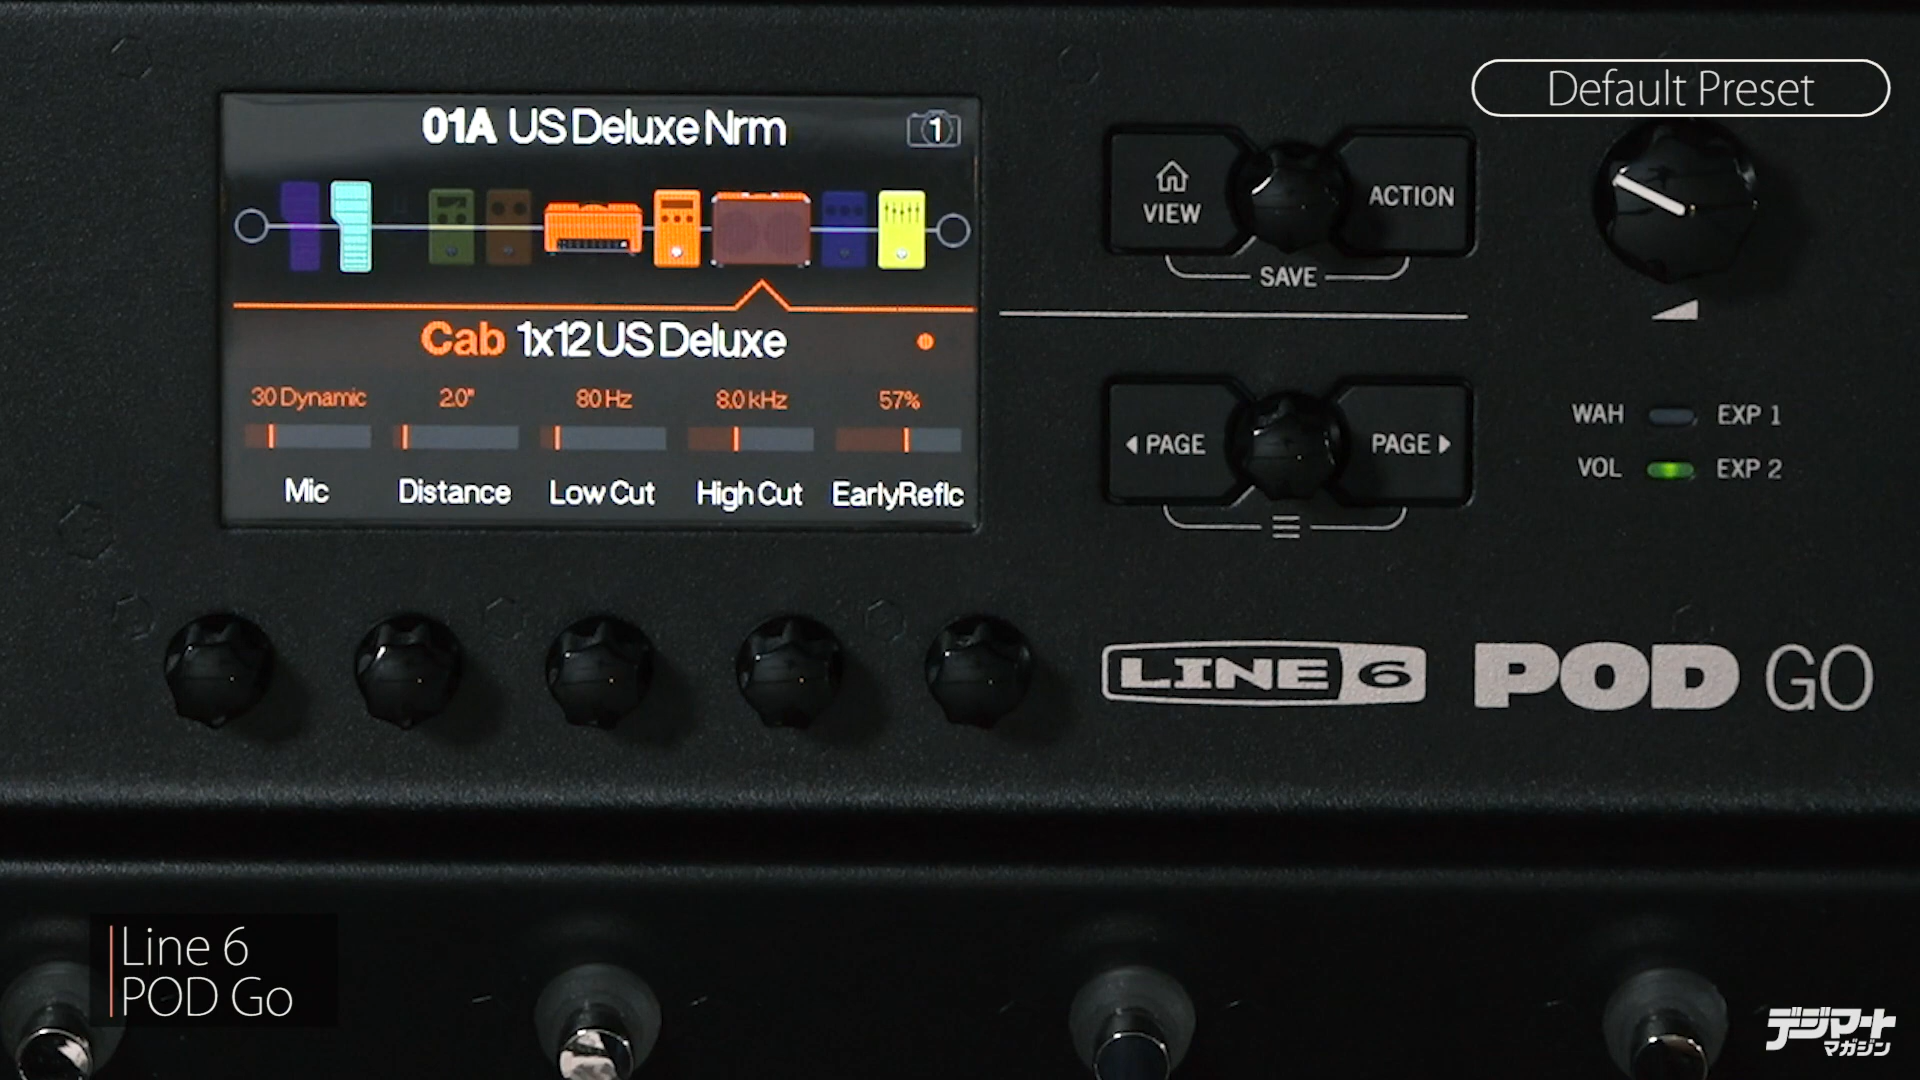 Default Preset
01A US Deluxe Nrm
1
Cab 1x12 US Deluxe
30 Dynamic 2.0" 80 Hz 8.0 kHz 57%
Mic Distance Low Cut High Cut EarlyReflc
VIEW
ACTION
SAVE
PAGE
PAGE
WAH EXP 1
VOL EXP 2
LINE 6 POD GO
Line 6
POD Go
デジマート
マガジン